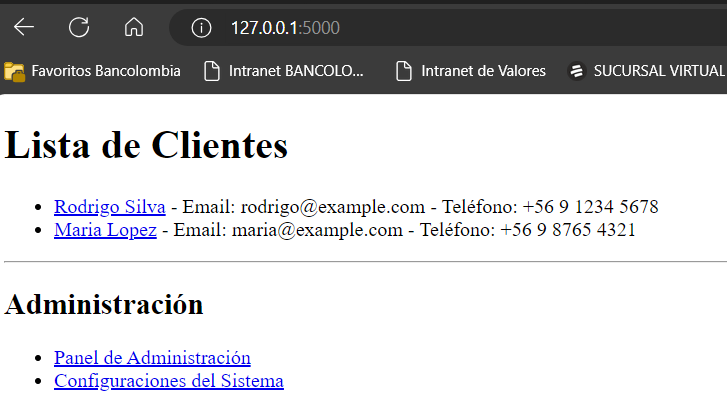 127.0.0.1:5000
Favoritos Bancolombia Intranet BANCOLO... Intranet de Valores SUCURSAL VIRTUAL
Lista de Clientes
Rodrigo Silva - Email: rodrigo@example.com - Teléfono: +56 9 1234 5678
Maria Lopez - Email: maria@example.com - Teléfono: +56 9 8765 4321
Administración
Panel de Administración
Configuraciones del Sistema